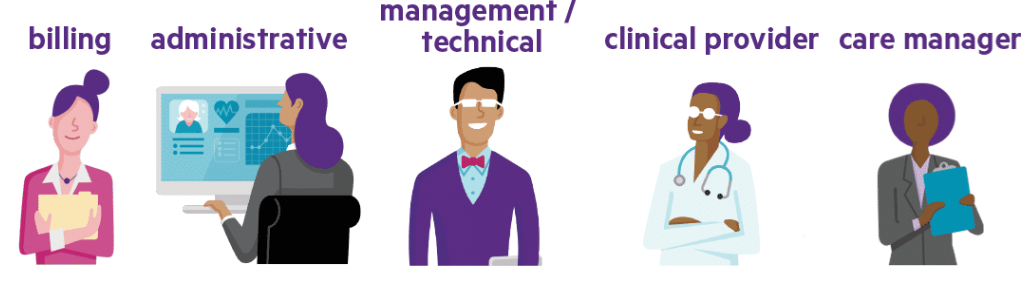 billing
administrative
management /
technical
clinical provider
care manager